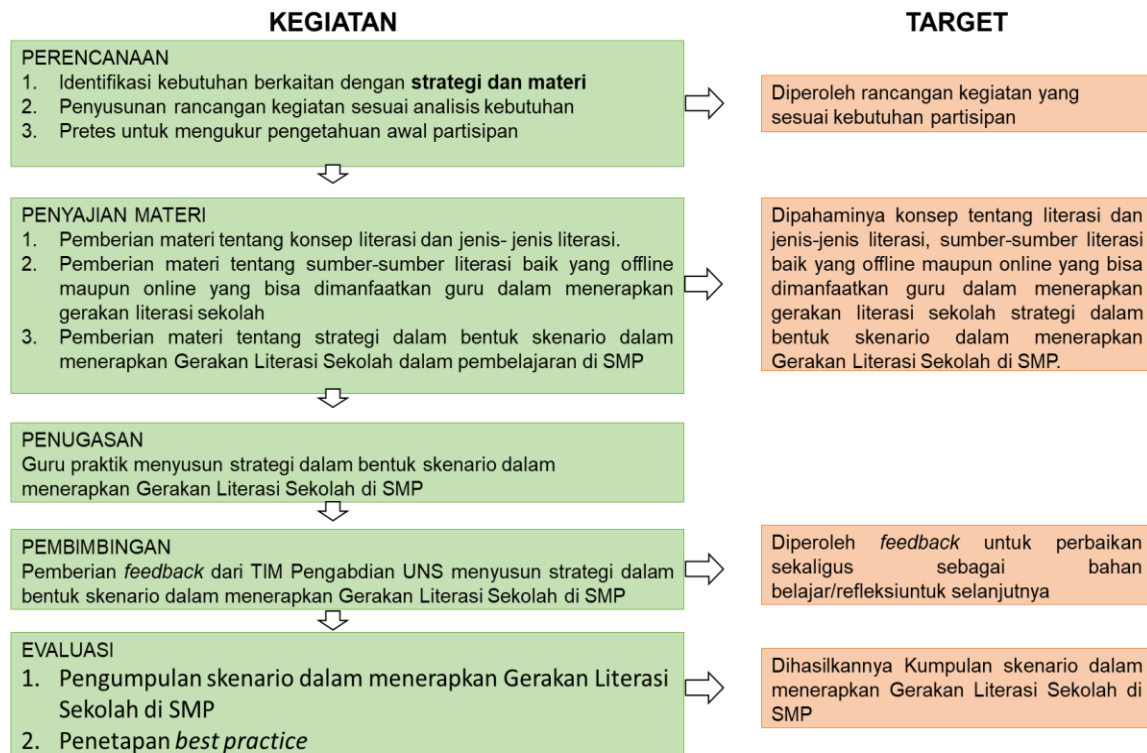 KEGIATAN
TARGET
PERENCANAAN
1. Identifikasi kebutuhan berkaitan dengan strategi dan materi
2. Penyusunan rancangan kegiatan sesuai analisis kebutuhan
3. Pretes untuk mengukur pengetahuan awal partisipan
Diperoleh rancangan kegiatan yang
sesuai kebutuhan partisipan
PENYAJIAN MATERI
1. Pemberian materi tentang konsep literasi dan jenis- jenis literasi.
2. Pemberian materi tentang sumber-sumber literasi baik yang offline
maupun online yang bisa dimanfaatkan guru dalam menerapkan
gerakan literasi sekolah
3. Pemberian materi tentang strategi dalam bentuk skenario dalam
menerapkan Gerakan Literasi Sekolah dalam pembelajaran di SMP
Dipahaminya konsep tentang literasi dan
jenis-jenis literasi, sumber-sumber literasi
baik yang offline maupun online yang bisa
dimanfaatkan guru dalam menerapkan
gerakan literasi sekolah strategi dalam
bentuk skenario dalam menerapkan
Gerakan Literasi Sekolah di SMP.
PENUGASAN
Guru praktik menyusun strategi dalam bentuk skenario dalam
menerapkan Gerakan Literasi Sekolah di SMP
PEMBIMBINGAN
Pemberian feedback dari TIM Pengabdian UNS menyusun strategi dalam
bentuk skenario dalam menerapkan Gerakan Literasi Sekolah di SMP
Diperoleh feedback untuk perbaikan
sekaligus sebagai bahan
belajar/refleksiuntuk selanjutnya
EVALUASI
1. Pengumpulan skenario dalam menerapkan Gerakan Literasi
Sekolah di SMP
2. Penetapan best practice
Dihasilkannya Kumpulan skenario dalam
menerapkan Gerakan Literasi Sekolah di
SMP